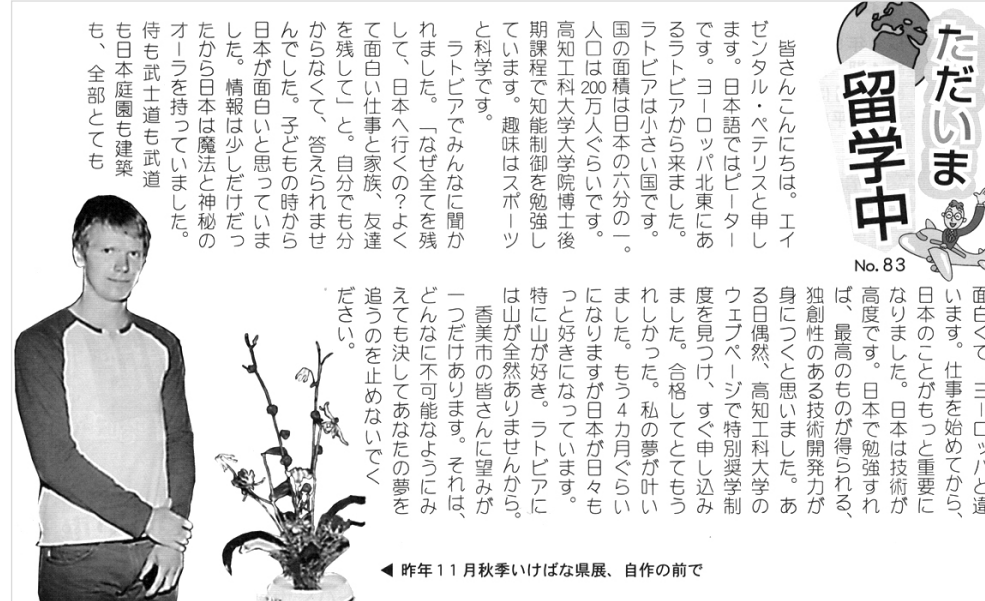 ただいま
留学中
No.83
皆さんこんにちは。エイ
ゼンタル・ペテリスと申し
ます。日本語ではピーター
です。ヨーロッパ北東にあ
るラトビアから来ました。
ラトビアは小さい国です。
国の面積は日本の六分の一。
人口は200万人ぐらいです。
高知工科大学大学院博士後
期課程で知能制御を勉強し
ています。趣味はスポーツ
と科学です。
ラトビアでみんなに聞か
れました。「なぜ全てを残
して、日本へ行くの?よく
て面白い仕事と家族、友達
を残して」と。自分でも分
からなくて、答えられませ
んでした。子どもの時から
日本が面白いと思っていま
した。情報は少しだけだっ
たから日本は魔法と神秘の
オーラを持っていました。
侍も武士道も武道
も日本庭園も建築
も、全部とても
面白くて ヨーロッパと違
います。仕事を始めてから、
日本のことがもっと重要に
なりました。日本は技術が
高度です。日本で勉強すれ
ば、最高のものが得られる、
独創性のある技術開発力が
身につくと思いました。あ
る日偶然、高知工科大学の
ウェブページで特別奨学制
度を見つけ、すぐ申し込み
ました。合格してとてもう
れしかった。私の夢が叶い
ました。もう4カ月ぐらい
になりますが日本が日々も
っと好きになっています。
特に山が好き。ラトビアに
は山が全然ありませんから。
香美市の皆さんに望みが
一つだけあります。それは、
どんなに不可能なようにみ
えても決してあなたの夢を
追うのを止めないでく
ださい。
◀ 昨年11月秋季いけばな県展、自作の前で